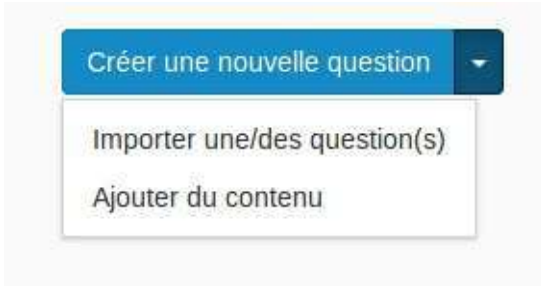 Créer une nouvelle question
Importer une/des question(s)
Ajouter du contenu